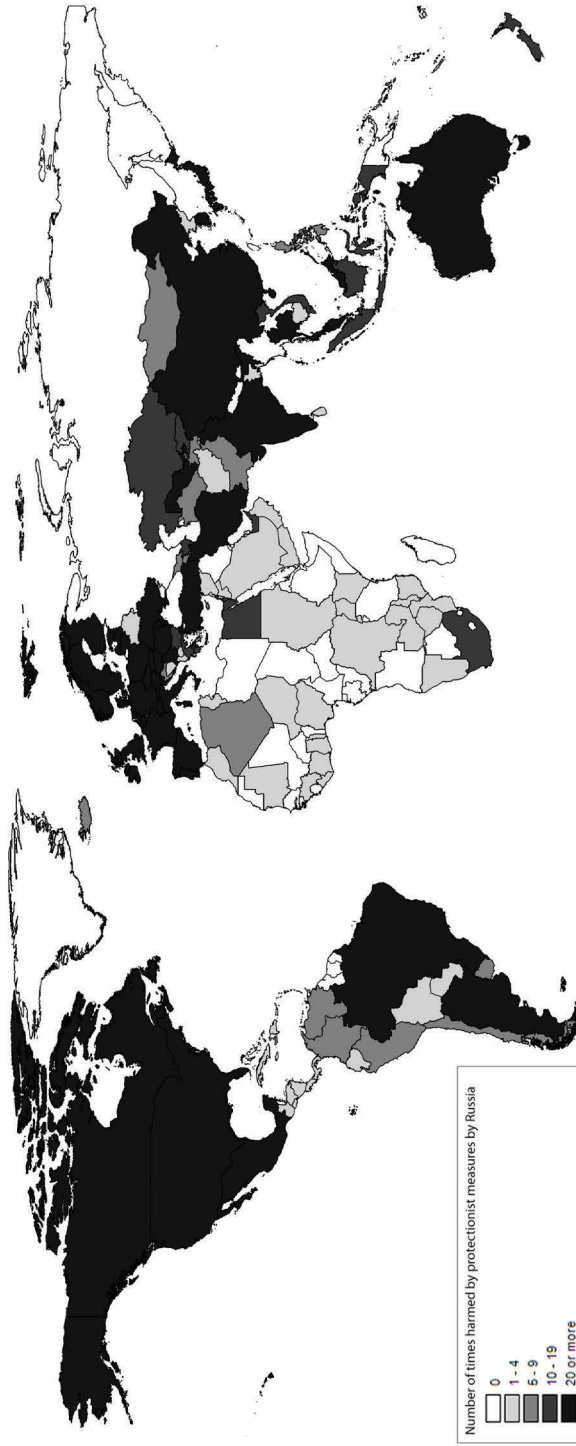 Number of times harmed by protectionist measures by Russia
0
1 - 4
5 - 9
10 - 19
20 or more